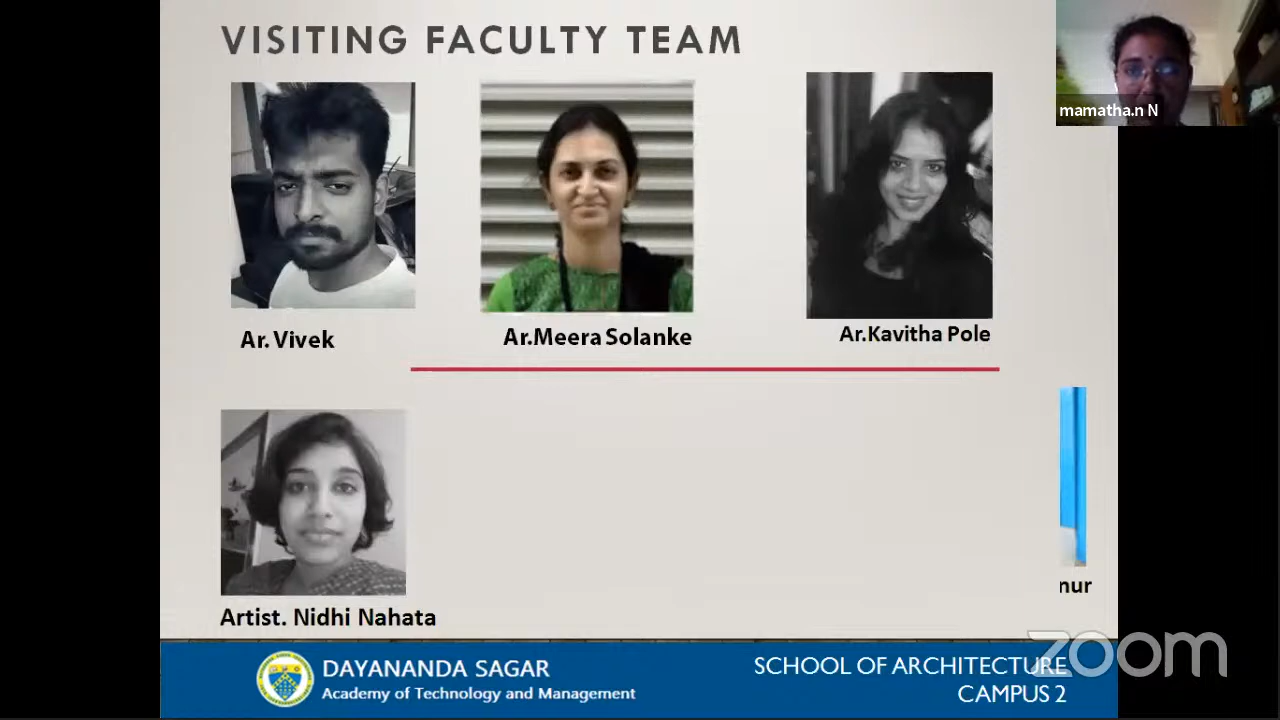 VISITING FACULTY TEAM
mamatha.n N
Ar. Vivek
Ar.Meera Solanke
Ar.Kavitha Pole
nur
Artist. Nidhi Nahata
DAYANANDA SAGAR
Academy of Technology and Management
SCHOOL OF ARCHITECTURE
CAMPUS 2
zoom